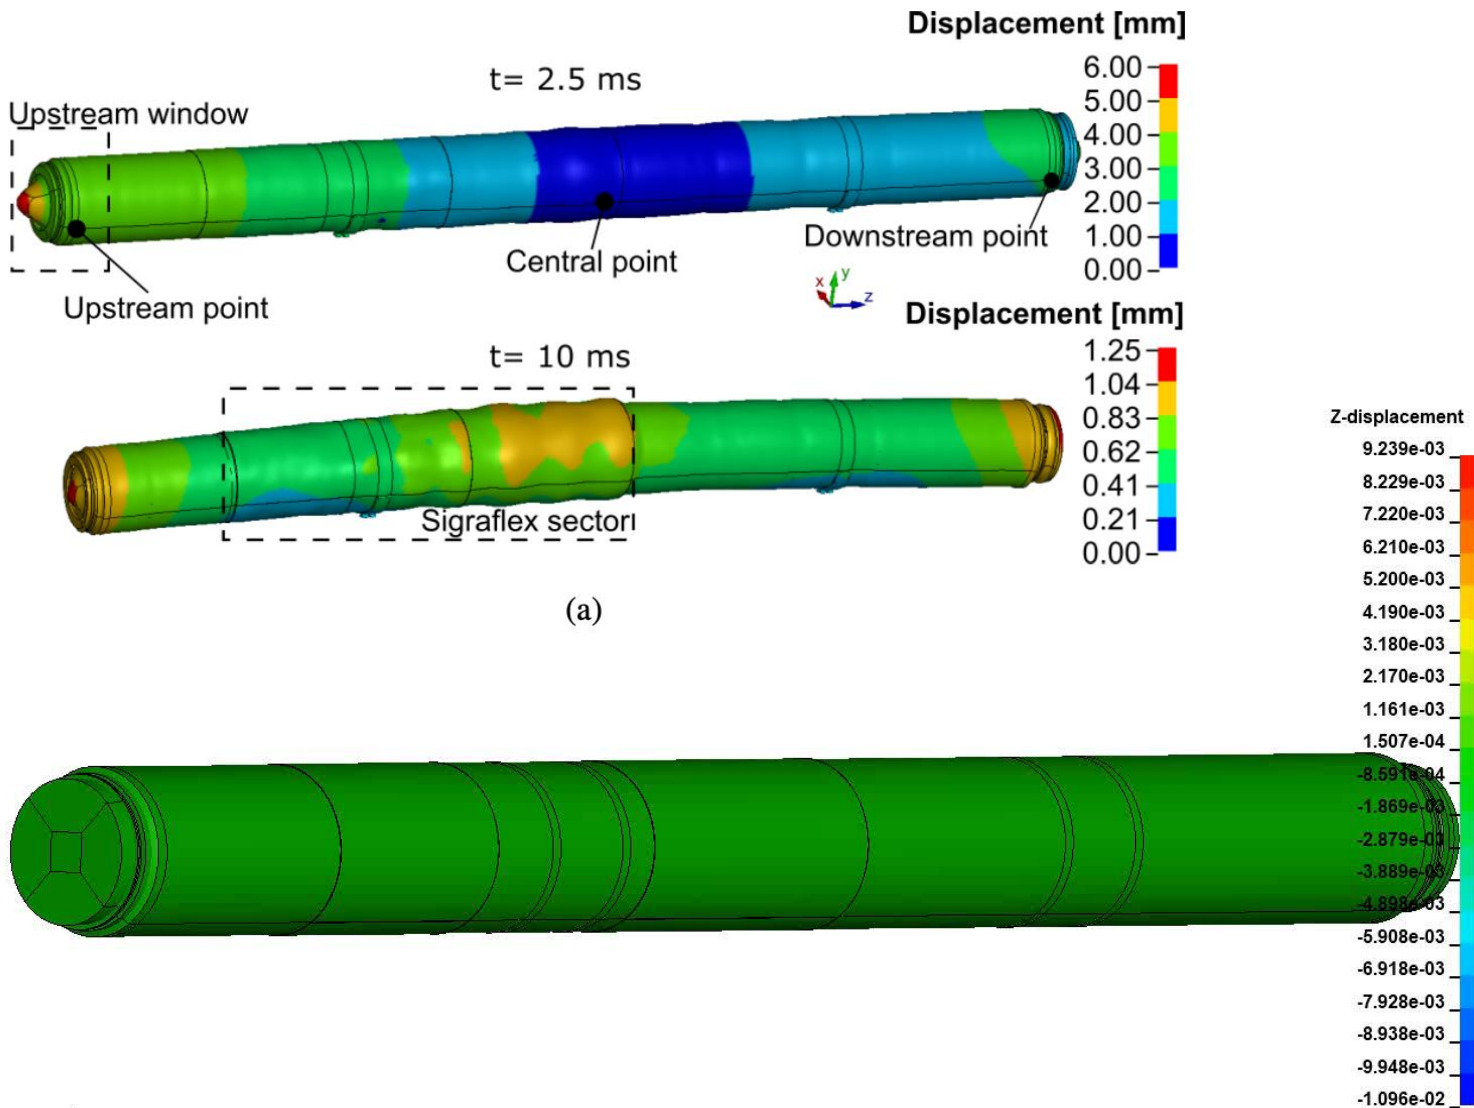 Displacement [mm]
t= 2.5 ms
6.00
5.00
4.00
3.00
2.00
1.00
0.00
Upstream window
Upstream point
Central point
Downstream point
x
y
z
Displacement [mm]
t= 10 ms
1.25
1.04
0.83
0.62
0.41
0.21
0.00
Sigraflex sector
(a)
Z-displacement
9.239e-03
8.229e-03
7.220e-03
6.210e-03
5.200e-03
4.190e-03
3.180e-03
2.170e-03
1.161e-03
1.507e-04
-8.591e-04
-1.869e-03
-2.879e-03
-3.889e-03
-4.898e-03
-5.908e-03
-6.918e-03
-7.928e-03
-8.938e-03
-9.948e-03
-1.096e-02